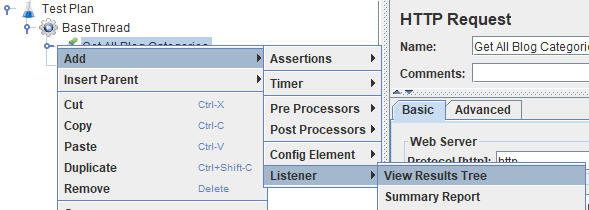 Test Plan
BaseThread
Get All Blog Categories
Add
Insert Parent
Cut Ctrl-X
Copy Ctrl-C
Paste Ctrl-V
Duplicate Ctrl+Shift-C
Remove Delete
Assertions
Timer
Pre Processors
Post Processors
Config Element
Listener
View Results Tree
Summary Report
HTTP Request
Name: Get All Blog Categorie
Comments:
Basic Advanced
Web Server
Protocol [http]: http